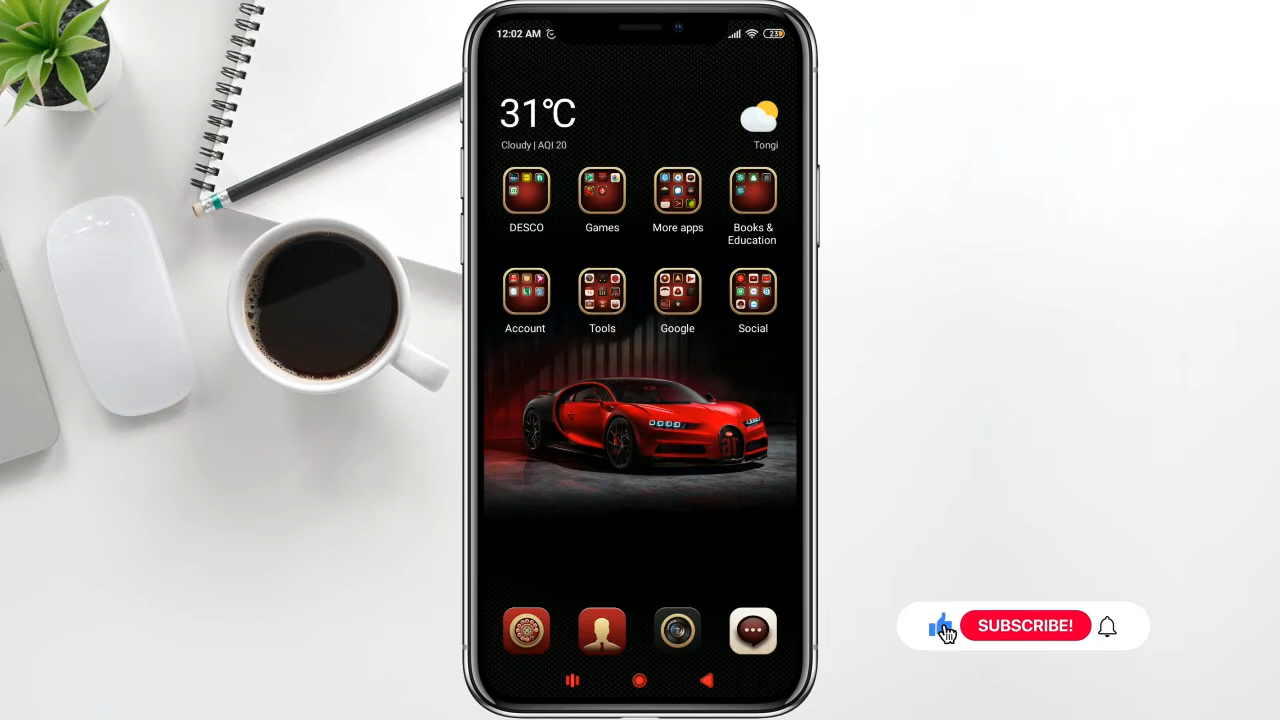 12:02 AM
23
31°C
Cloudy | AQI 20
Tongi
DESCO
Games
More apps
Books &
Education
Account
Tools
Google
Social
SUBSCRIBE!